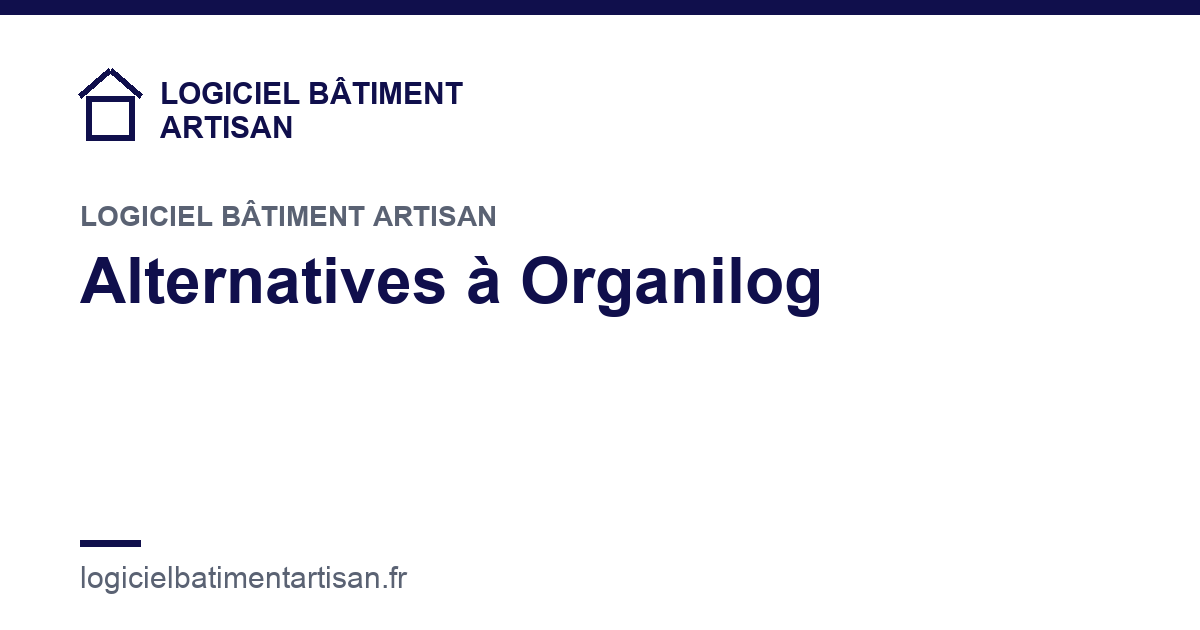 LOGICIEL BÂTIMENT
ARTISAN
LOGICIEL BÂTIMENT ARTISAN
Alternatives à Organilog
logicielbatimentartisan.fr